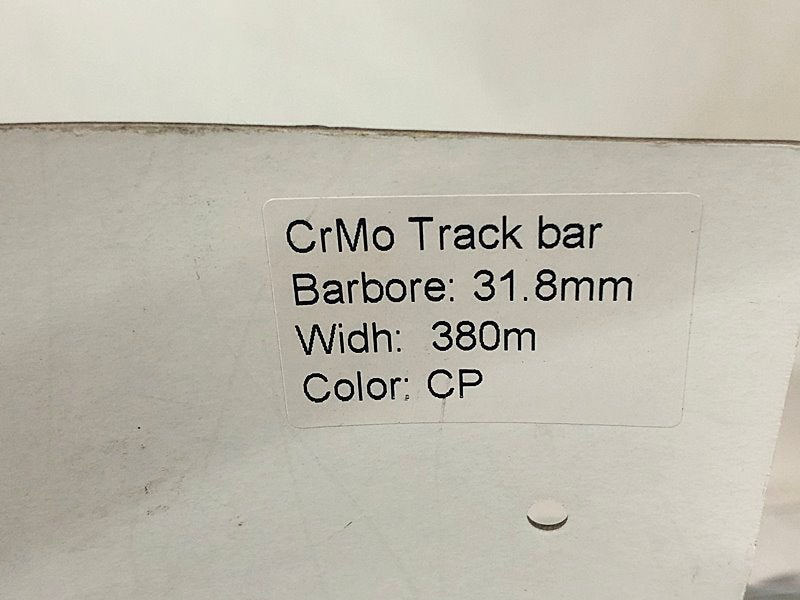 CrMo Track bar
Barbore: 31.8mm
Widh: 380m
Color: CP